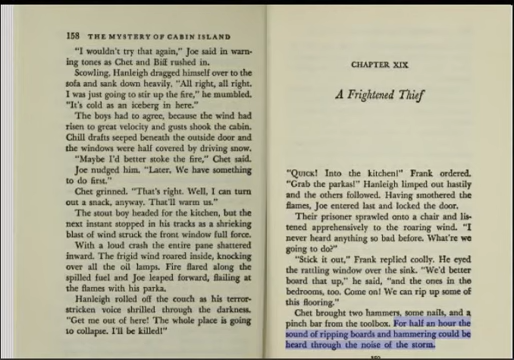 158 THE MYSTERY OF CABIN ISLAND
"I wouldn't try that again," Joe said in warn-
ing tones as Chet and Biff rushed in.
Scowling, Hanleigh dragged himself over to the
sofa and sank down heavily. "All right, all right.
I was just going to stir up the fire," he mumbled.
"It's cold as an iceberg in here."
The boys had to agree, because the wind had
risen to great velocity and gusts shook the cabin.
Chill drafts seeped beneath the outside door and
the windows were half covered by driving snow.
"Maybe I'd better stoke the fire," Chet said.
Joe nudged him. "Later. We have something
to do first."
Chet grinned. "That's right. Well, I can turn
out a snack, anyway. That'll warm us."
The stout boy headed for the kitchen, but the
next instant stopped in his tracks as a shrieking
blast of wind struck the front window full force.
With a loud crash the entire pane shattered
inward. The frigid wind roared inside, knocking
over all the oil lamps. Fire flared along the
spilled fuel and Joe leaped forward, flailing at
the flames with his parka.
Hanleigh rolled off the couch as his terror-
stricken voice shrilled through the darkness.
"Get me out of here! The whole place is going
to collapse. I'll be killed!"
CHAPTER XIX
A Frightened Thief
"QUICK! Into the kitchen!" Frank ordered.
"Grab the parkas!" Hanleigh limped out hastily
and the others followed. Having smothered the
flames, Joe entered last and locked the door.
Their prisoner sprawled onto a chair and lis-
tened apprehensively to the roaring wind. "I
never heard anything so bad before. What're we
going to do?"
"Stick it out," Frank replied coolly. He eyed
the rattling window over the sink. "We'd better
board that up," he said, "and the ones in the
bedrooms, too. Come on! We can rip up some of
this flooring."
Chet brought two hammers, some nails, and a
pinch bar from the toolbox. For half an hour the
sound of ripping boards and hammering could be
heard through the noise of the storm.